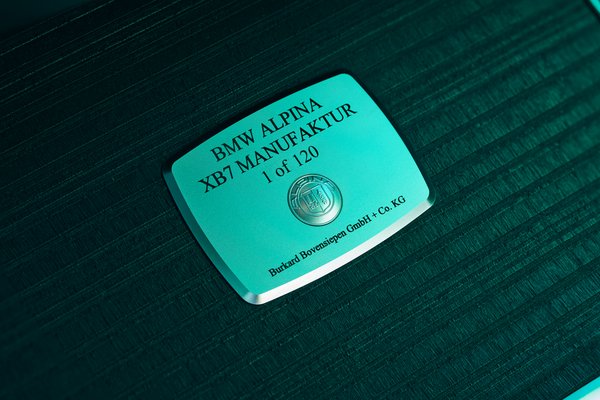 BMW ALPINA
XB7 MANUFAKTUR
1 of 120
Burkard Bovensiepen GmbH + Co. KG